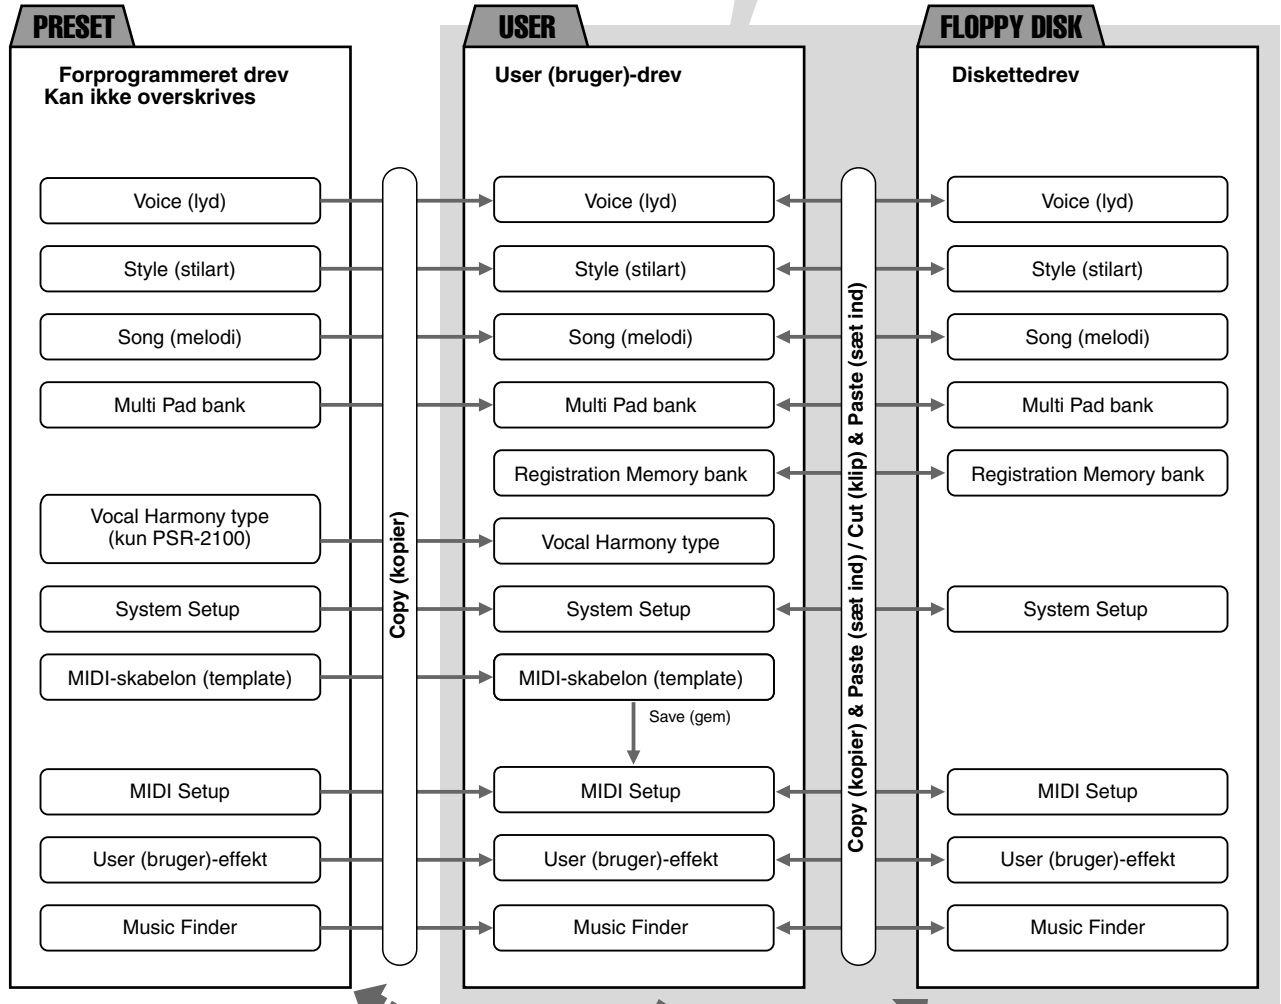 PRESET
Forprogrammeret drev
Kan ikke overskrives
Voice (lyd)
Style (stilart)
Song (melodi)
Multi Pad bank
Vocal Harmony type
(kun PSR-2100)
System Setup
MIDI-skabelon (template)
MIDI Setup
User (bruger)-effekt
Music Finder
Copy (kopier)
USER
User (bruger)-drev
Voice (lyd)
Style (stilart)
Song (melodi)
Multi Pad bank
Registration Memory bank
Vocal Harmony type
System Setup
MIDI-skabelon (template)
Save (gem)
MIDI Setup
User (bruger)-effekt
Music Finder
Copy (kopier) & Paste (sæt ind) / Cut (klip) & Paste (sæt ind)
FLOPPY DISK
Diskettedrev
Voice (lyd)
Style (stilart)
Song (melodi)
Multi Pad bank
Registration Memory bank
System Setup
MIDI Setup
User (bruger)-effekt
Music Finder